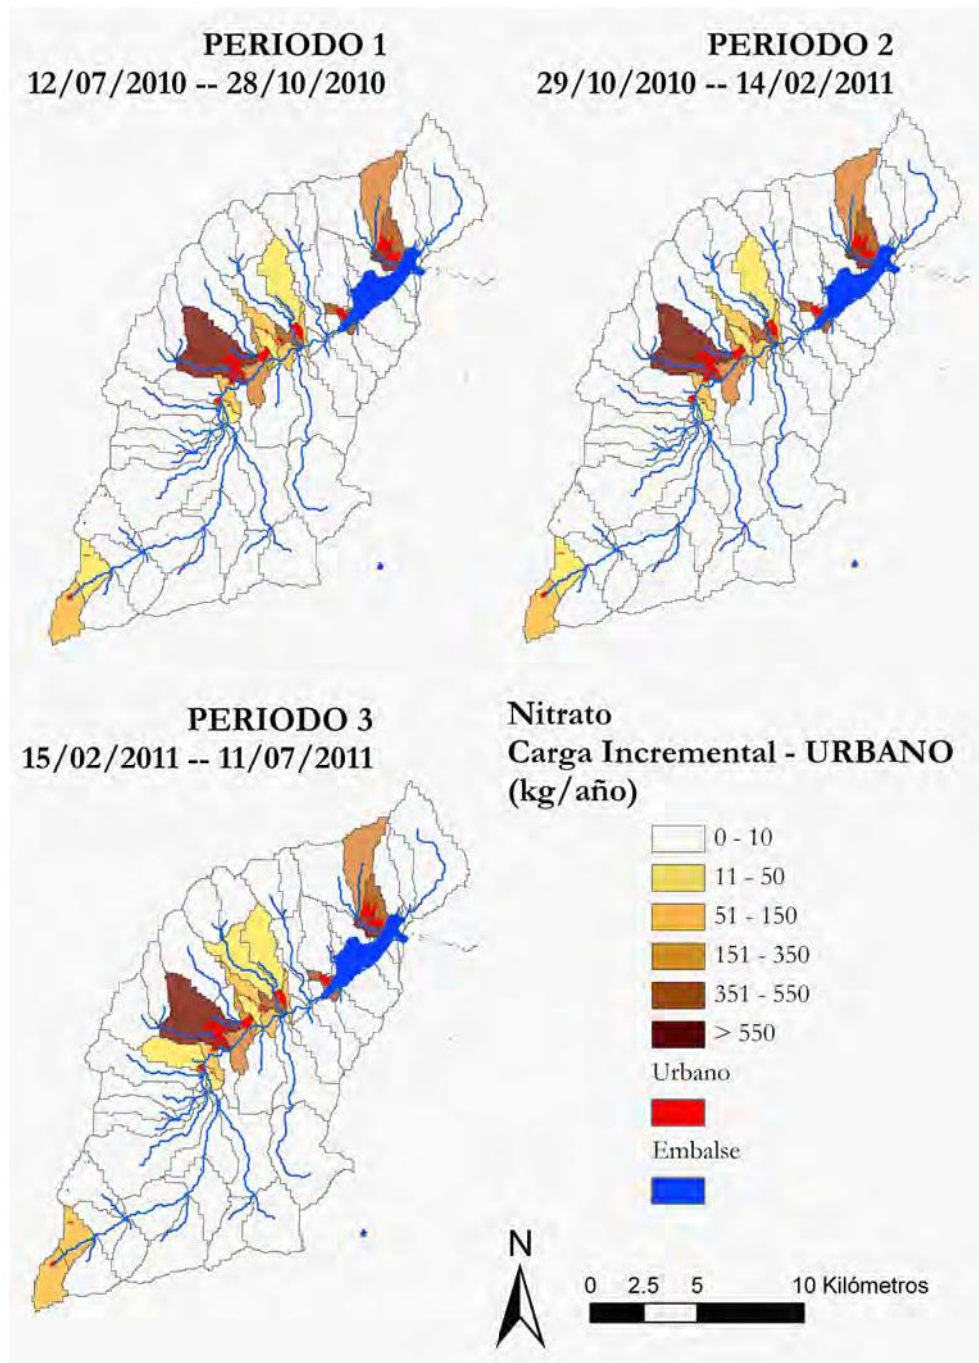 PERIODO 1
12/07/2010 -- 28/10/2010
PERIODO 2
29/10/2010 -- 14/02/2011
PERIODO 3
15/02/2011 -- 11/07/2011
Nitrato
Carga Incremental - URBANO
(kg/año)
0 - 10
11 - 50
51 - 150
151 - 350
351 - 550
> 550
Urbano
Embalse
N
0 2.5 5 10 Kilómetros